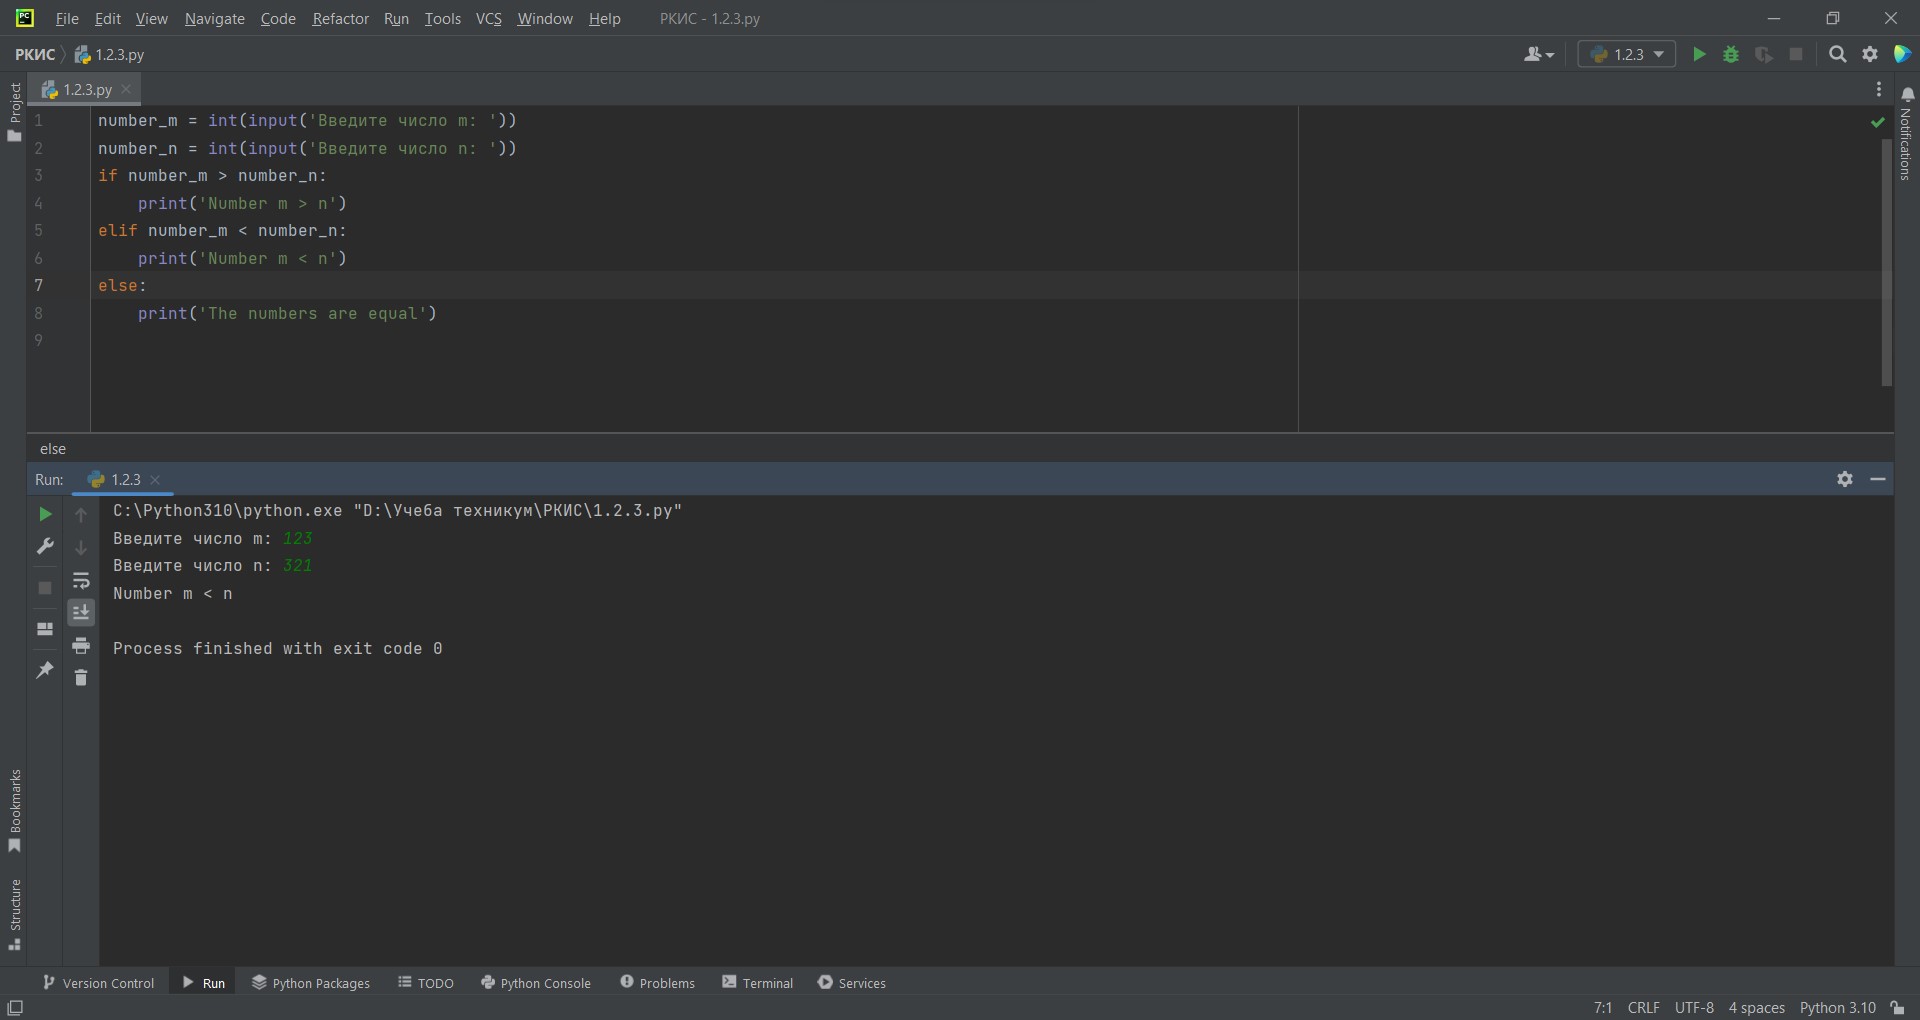 File Edit View Navigate Code Refactor Run Tools VCS Window Help РКИС - 1.2.3.py
РКИС 1.2.3.py 1.2.3
1.2.3.py
Project
Notifications
1 number_m = int(input('Введите число m: '))
2 number_n = int(input('Введите число n: '))
3 if number_m > number_n:
4     print('Number m > n')
5 elif number_m < number_n:
6     print('Number m < n')
7 else:
8     print('The numbers are equal')
9
else
Run: 1.2.3
C:\Python310\python.exe "D:\Учеба техникум\РКИС\1.2.3.py"
Введите число m: 123
Введите число n: 321
Number m < n
Process finished with exit code 0
Bookmarks
Structure
Version Control Run Python Packages TODO Python Console Problems Terminal Services
7:1 CRLF UTF-8 4 spaces Python 3.10